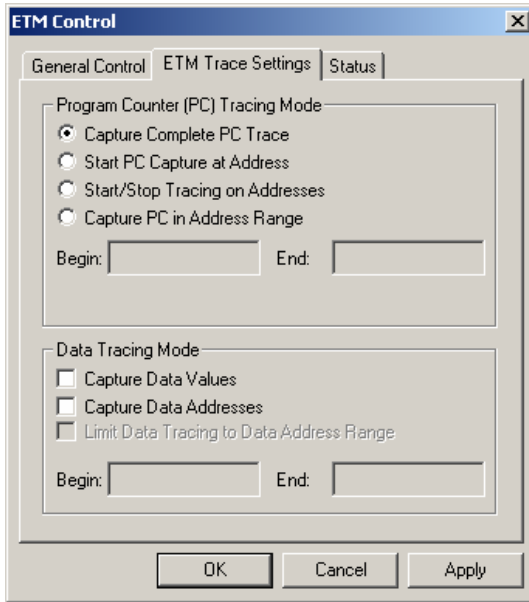 ETM Control
General Control ETM Trace Settings Status
Program Counter (PC) Tracing Mode
Capture Complete PC Trace
Start PC Capture at Address
Start/Stop Tracing on Addresses
Capture PC in Address Range
Begin: End:
Data Tracing Mode
Capture Data Values
Capture Data Addresses
Limit Data Tracing to Data Address Range
Begin: End:
OK Cancel Apply